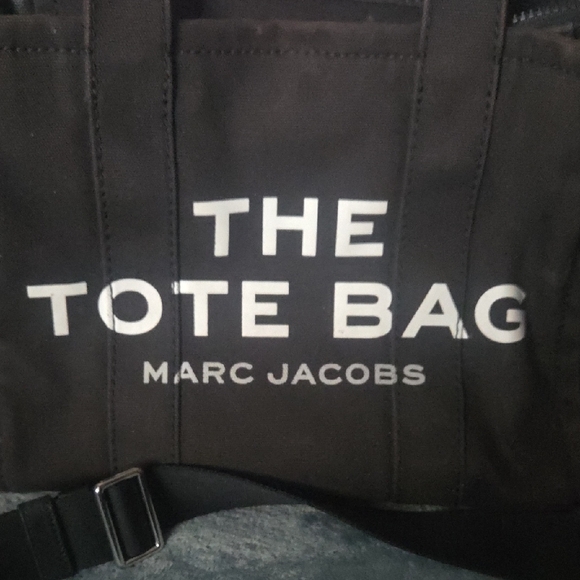 THE
TOTE BAG
MARC JACOBS